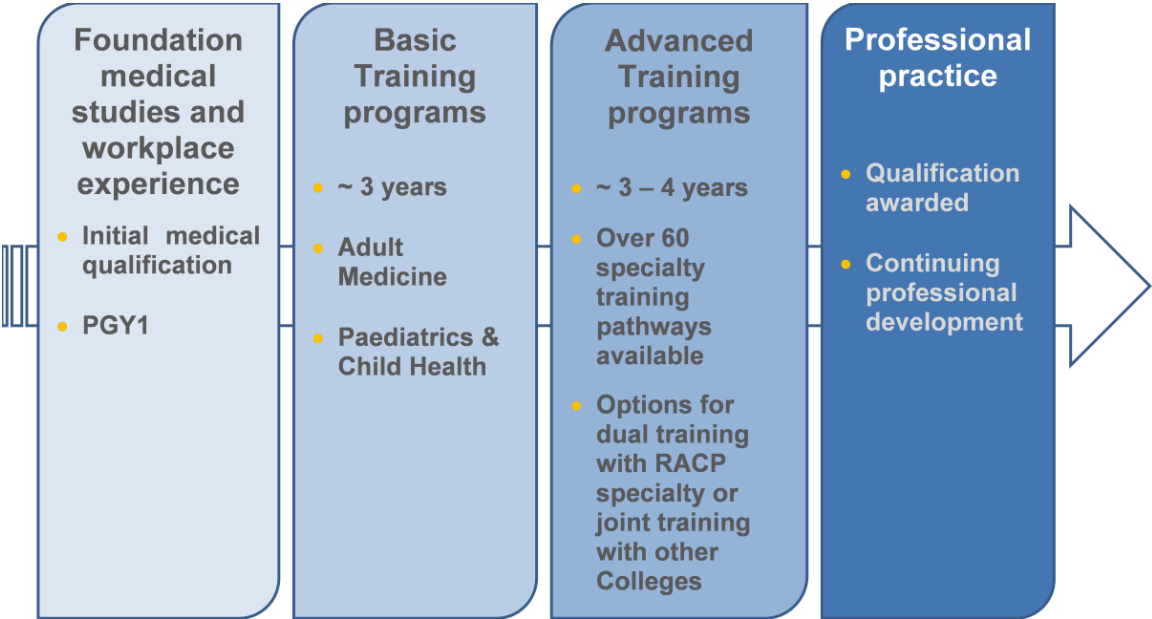 Foundation
medical
studies and
workplace
experience
• Initial medical
qualification
• PGY1
Basic
Training
programs
• ~ 3 years
• Adult
Medicine
• Paediatrics &
Child Health
Advanced
Training
programs
• ~ 3 – 4 years
• Over 60
specialty
training
pathways
available
• Options for
dual training
with RACP
specialty or
joint training
with other
Colleges
Professional
practice
• Qualification
awarded
• Continuing
professional
development